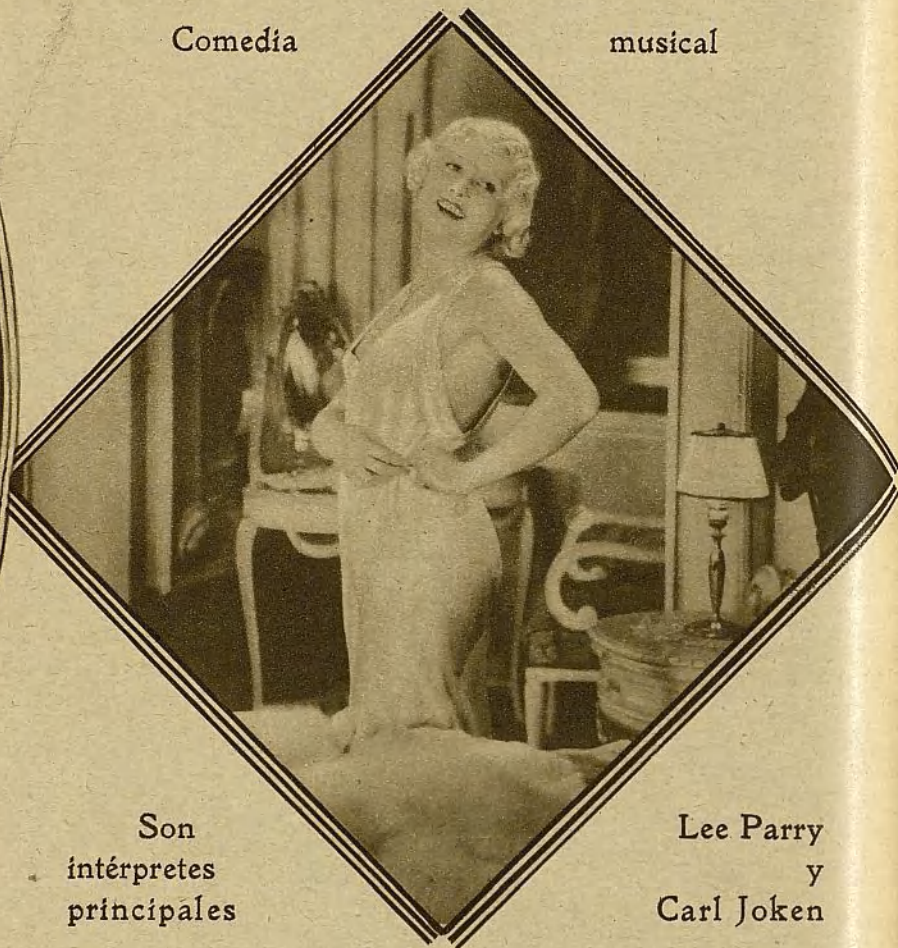 Comedia
musical
Son
intérpretes
principales
Lee Parry
y
Carl Joken